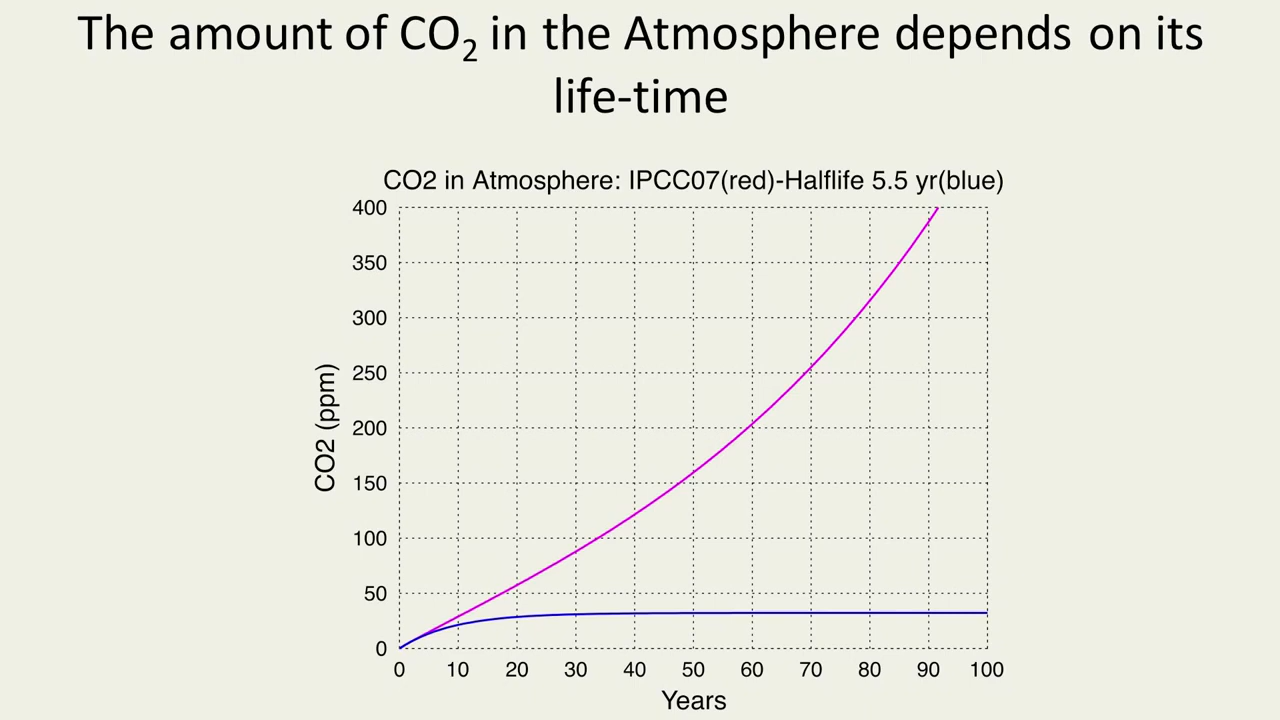 The amount of CO₂ in the Atmosphere depends on its
life-time
CO2 in Atmosphere: IPCC07(red)-Halflife 5.5 yr(blue)
400
350
300
250
200
150
100
50
0
CO2 (ppm)
0 10 20 30 40 50 60 70 80 90 100
Years